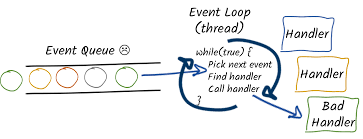 Event Queue ☹
Event Loop
(thread)
while(true) {
Pick next event
Find handler
Call handler
}
Handler
Handler
Bad
Handler